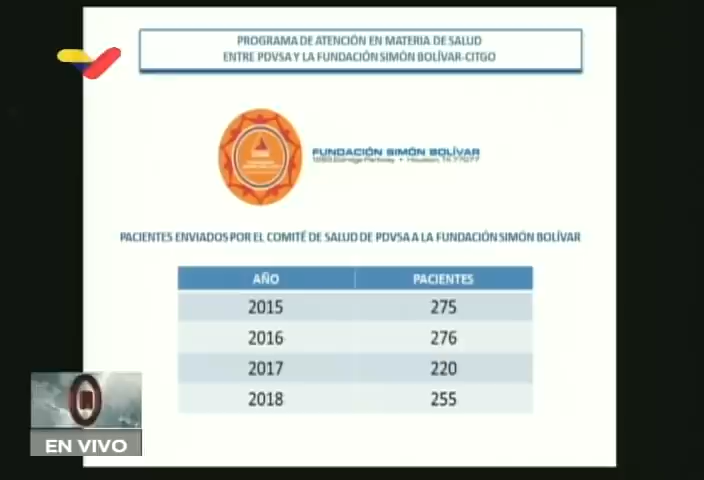 PROGRAMA DE ATENCIÓN EN MATERIA DE SALUD
ENTRE PDVSA Y LA FUNDACIÓN SIMÓN BOLÍVAR-CITGO
FUNDACIÓN SIMÓN BOLÍVAR
Houston, TX 77077
PACIENTES ENVIADOS POR EL COMITÉ DE SALUD DE PDVSA A LA FUNDACIÓN SIMÓN BOLÍVAR
AÑO PACIENTES
2015 275
2016 276
2017 220
2018 255
EN VIVO